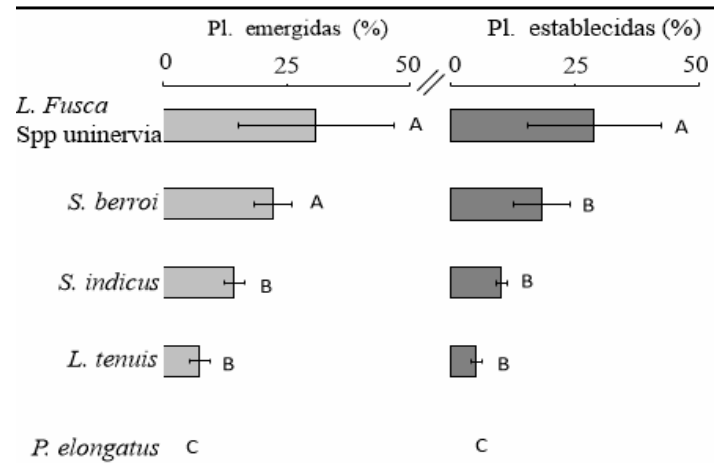 Pl. emergidas (%) Pl. establecidas (%)
0 25 50 // 0 25 50
L. Fusca
Spp uninervia A A
S. berroi A B
S. indicus B B
L. tenuis B B
P. elongatus C C